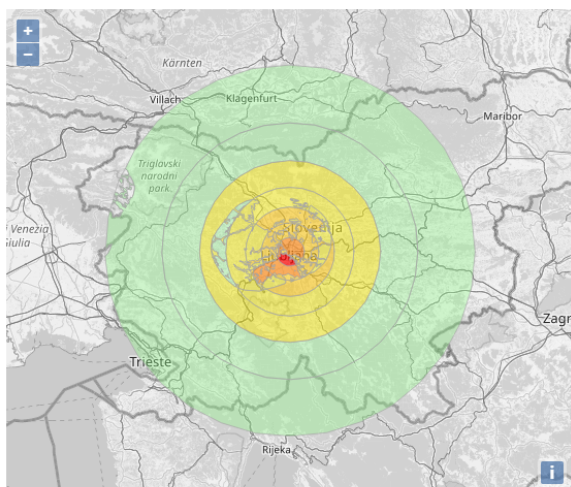 +
−
Kärnten
Villach
Klagenfurt
Maribor
Triglavski
narodni
park
Venezia
Giulia
Slovenija
Ljubljana
Zagr
Trieste
Rijeka
i